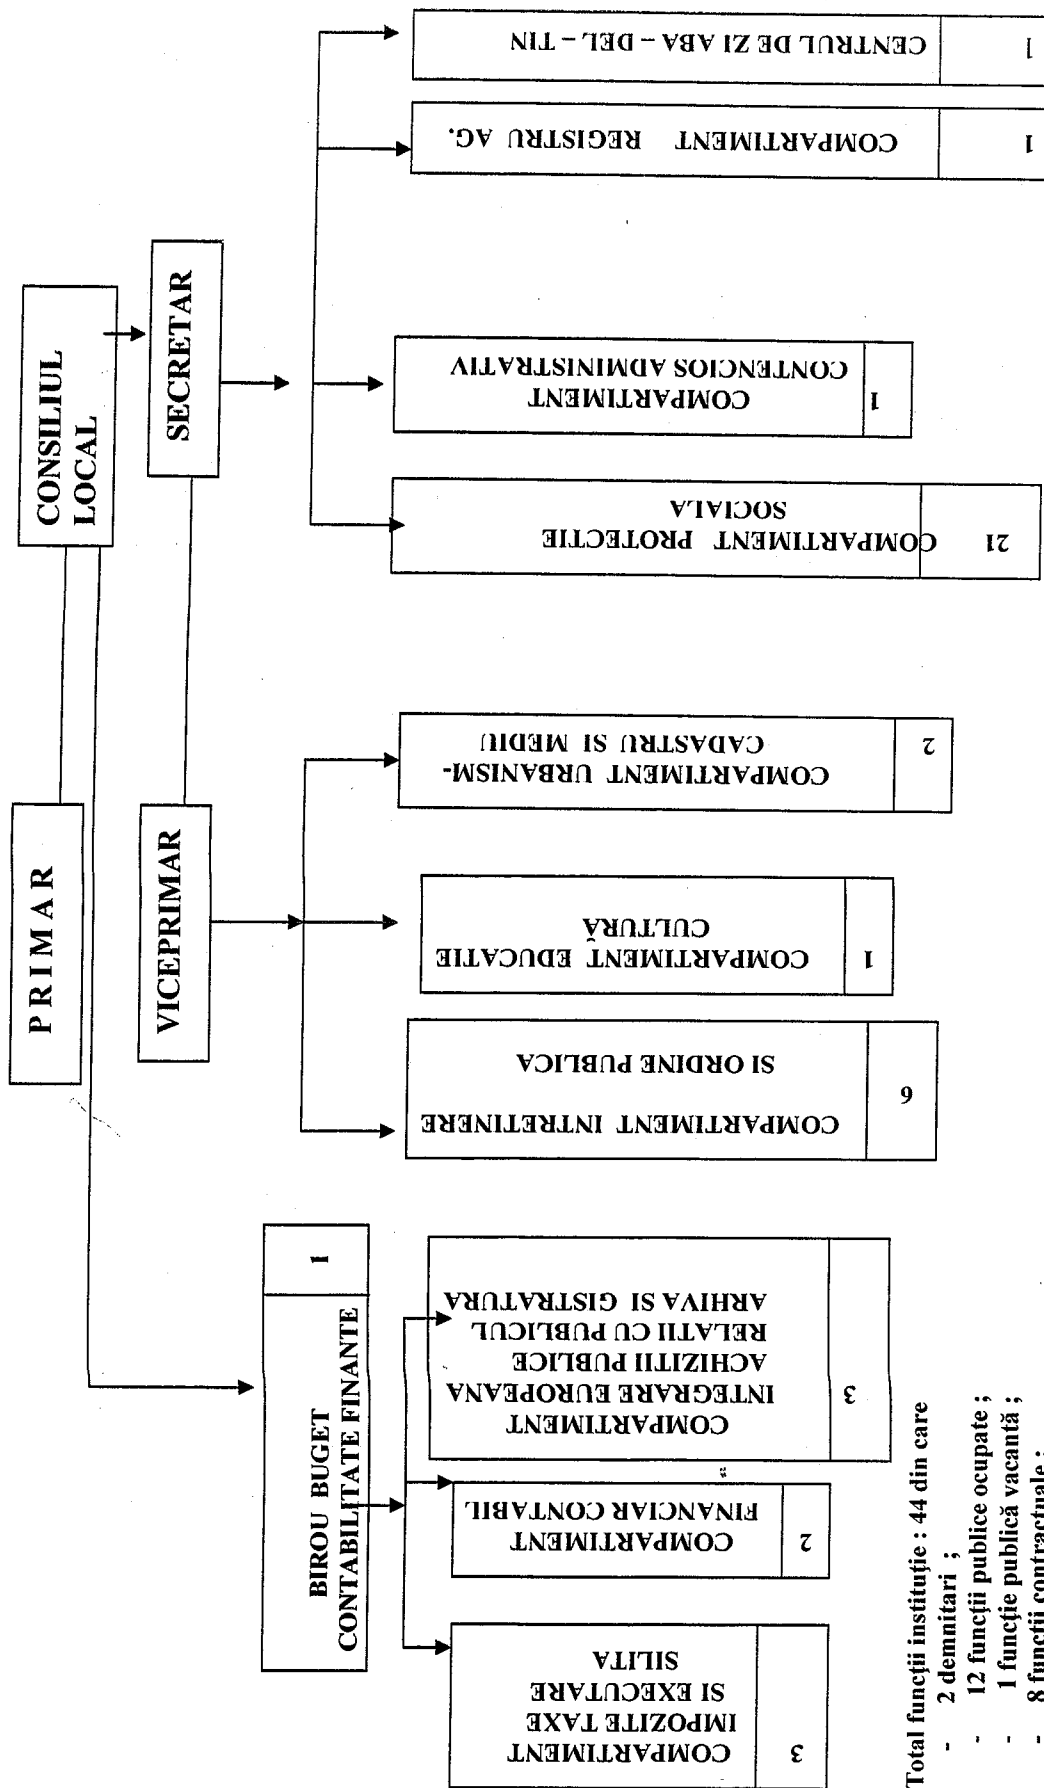 PRIMAR
CONSILIUL
LOCAL
VICEPRIMAR
SECRETAR
BIROU BUGET
CONTABILITATE FINANTE
1
COMPARTIMENT
IMPOZITE TAXE
SI EXECUTARE
SILITA
3
COMPARTIMENT
FINANCIAR CONTABIL
2
COMPARTIMENT
INTEGRARE EUROPEANA
ACHIZITII PUBLICE
RELATII CU PUBLICUL
ARHIVA SI GISTRATURA
3
COMPARTIMENT INTRETINERE
SI ORDINE PUBLICA
6
COMPARTIMENT EDUCATIE
CULTURĂ
1
COMPARTIMENT URBANISM-
CADASTRU SI MEDIU
2
COMPARTIMENT PROTECTIE
SOCIALA
21
COMPARTIMENT
CONTENCIOS ADMINISTRATIV
1
COMPARTIMENT REGISTRU AG.
1
CENTRUL DE ZI ABA – DEL – TIN
1
Total funcţii instituţie : 44 din care
- 2 demnitari ;
- 12 funcţii publice ocupate ;
- 1 funcţie publică vacantă ;
- 8 funcţii contractuale ;